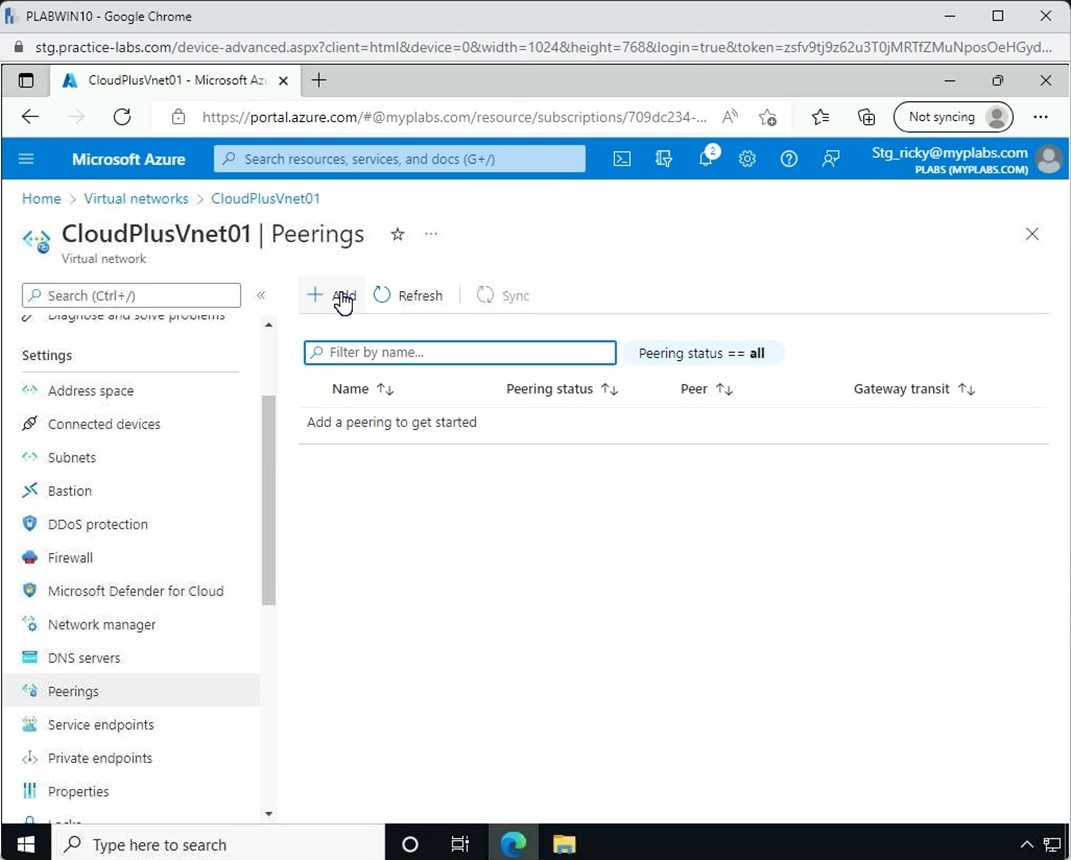 PLABWIN10 - Google Chrome
stg.practice-labs.com/device-advanced.aspx?client=html&device=0&width=1024&height=768&login=true&token=zsfv9tj9z62u3T0jMRTfZMuNposOeHGyd...
CloudPlusVnet01 - Microsoft Azu
https://portal.azure.com/#@myplabs.com/resource/subscriptions/709dc234-...
Not syncing
Microsoft Azure
Search resources, services, and docs (G+/)
2
Stg_ricky@myplabs.com
PLABS (MYPLABS.COM)
Home > Virtual networks > CloudPlusVnet01
CloudPlusVnet01 | Peerings
Virtual network
Search (Ctrl+/)
Add
Refresh
Sync
Diagnose and solve problems
Settings
Address space
Connected devices
Subnets
Bastion
DDoS protection
Firewall
Microsoft Defender for Cloud
Network manager
DNS servers
Peerings
Service endpoints
Private endpoints
Properties
Locks
Filter by name...
Peering status == all
Name
Peering status
Peer
Gateway transit
Add a peering to get started
Type here to search